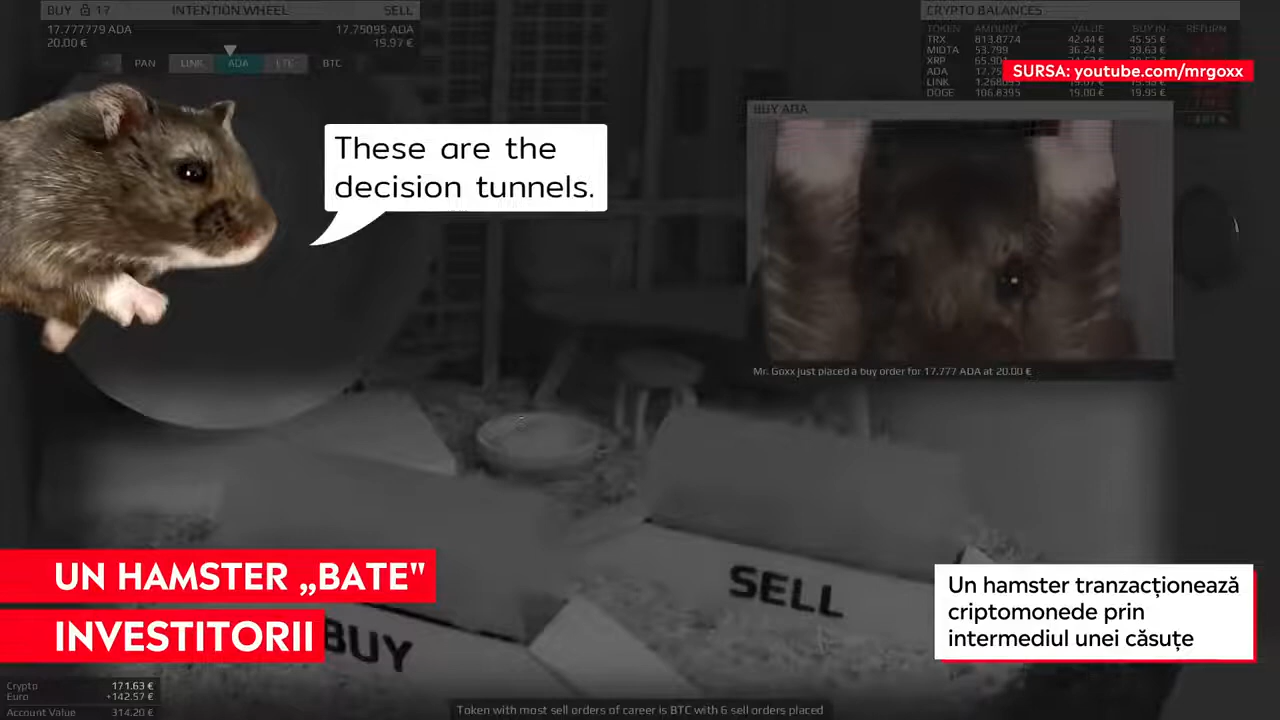 BUY 17 INTENTION WHEEL SELL
17.777779 ADA 17.75095 ADA
20.00 € 19.97 €
PAN LINK ADA LTC BTC
CRYPTO BALANCES
TOKEN AMOUNT VALUE BUY IN RETURN
TRX 813.8774 42.44 € 45.55 €
MIOTA 53.799 36.24 € 39.63 €
XRP
ADA
SURSA: youtube.com/mrgoxx
LINK
DOGE 106.8395 19.00 € 19.95 €
BUY ADA
These are the
decision tunnels.
Mr. Goxx just placed a buy order for 17.777 ADA at 20.00 €
SELL
BUY
UN HAMSTER „BATE"
INVESTITORII
Un hamster tranzacționează
criptomonede prin
intermediul unei căsuțe
Crypto 171.63 €
Euro +142.57 €
Account Value 314.20 €
Token with most sell orders of career is BTC with 6 sell orders placed